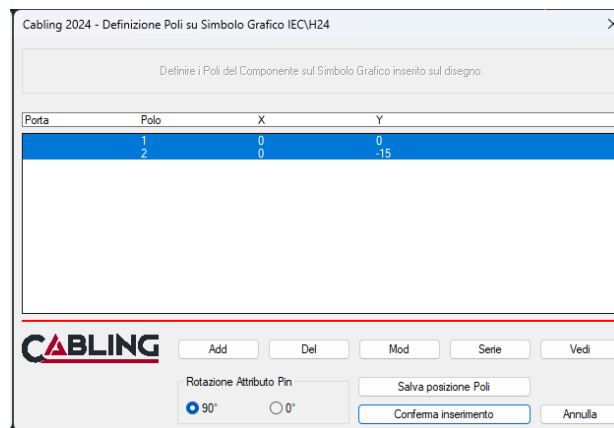 Cabling 2024 - Definizione Poli su Simbolo Grafico IEC\H24
Definire i Poli del Componente sul Simbolo Grafico inserito sul disegno.
Porta Polo X Y
1 0 0
2 0 -15
CABLING
Add Del Mod Serie Vedi
Rotazione Attributo Pin
90° 0°
Salva posizione Poli
Conferma inserimento Annulla